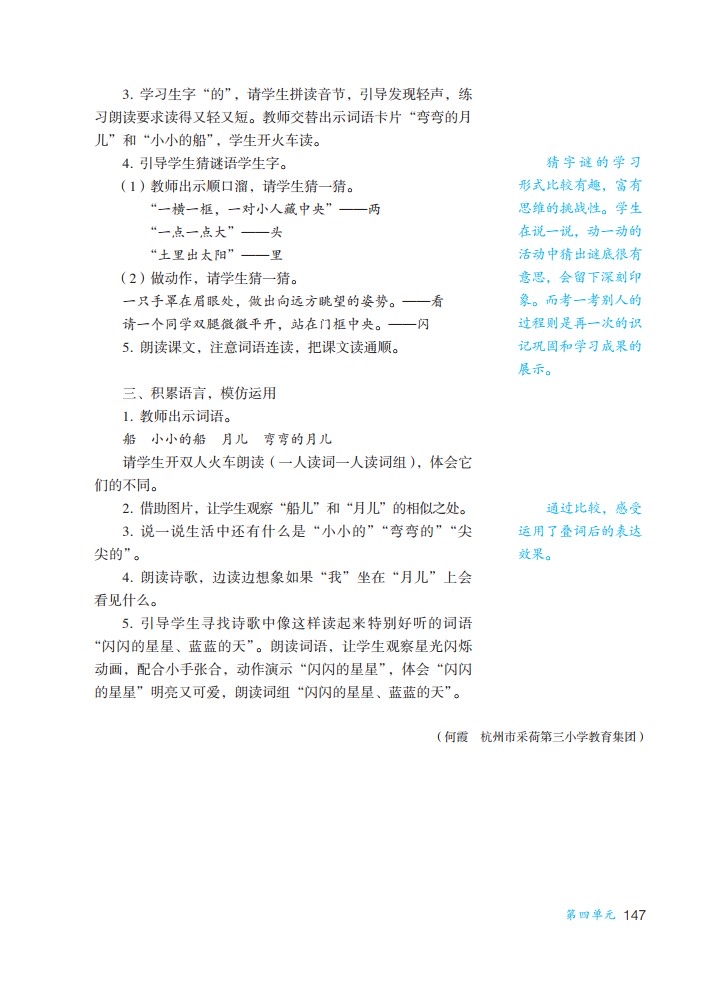 3. 学习生字“的”，请学生拼读音节，引导发现轻声，练
习朗读要求读得又轻又短。教师交替出示词语卡片“弯弯的月
儿”和“小小的船”，学生开火车读。
4. 引导学生猜谜语学生字。
（1）教师出示顺口溜，请学生猜一猜。
“一横一框，一对小人藏中央”——两
“一点一点大”——头
“土里出太阳”——里
（2）做动作，请学生猜一猜。
一只手罩在眉眼处，做出向远方眺望的姿势。——看
请一个同学双腿微微平开，站在门框中央。——闪
5. 朗读课文，注意词语连读，把课文读通顺。
猜字谜的学习
形式比较有趣，富有
思维的挑战性。学生
在说一说，动一动的
活动中猜出谜底很有
意思，会留下深刻印
象。而考一考别人的
过程则是再一次的识
记巩固和学习成果的
展示。
三、积累语言，模仿运用
1. 教师出示词语。
船　小小的船　月儿　弯弯的月儿
请学生开双人火车朗读（一人读词一人读词组），体会它
们的不同。
2. 借助图片，让学生观察“船儿”和“月儿”的相似之处。
3. 说一说生活中还有什么是“小小的”“弯弯的”“尖
尖的”。
4. 朗读诗歌，边读边想象如果“我”坐在“月儿”上会
看见什么。
5. 引导学生寻找诗歌中像这样读起来特别好听的词语
“闪闪的星星、蓝蓝的天”。朗读词语，让学生观察星光闪烁
动画，配合小手张合，动作演示“闪闪的星星”，体会“闪闪
的星星”明亮又可爱，朗读词组“闪闪的星星、蓝蓝的天”。
通过比较，感受
运用了叠词后的表达
效果。
（何霞　杭州市采荷第三小学教育集团）
第四单元 147